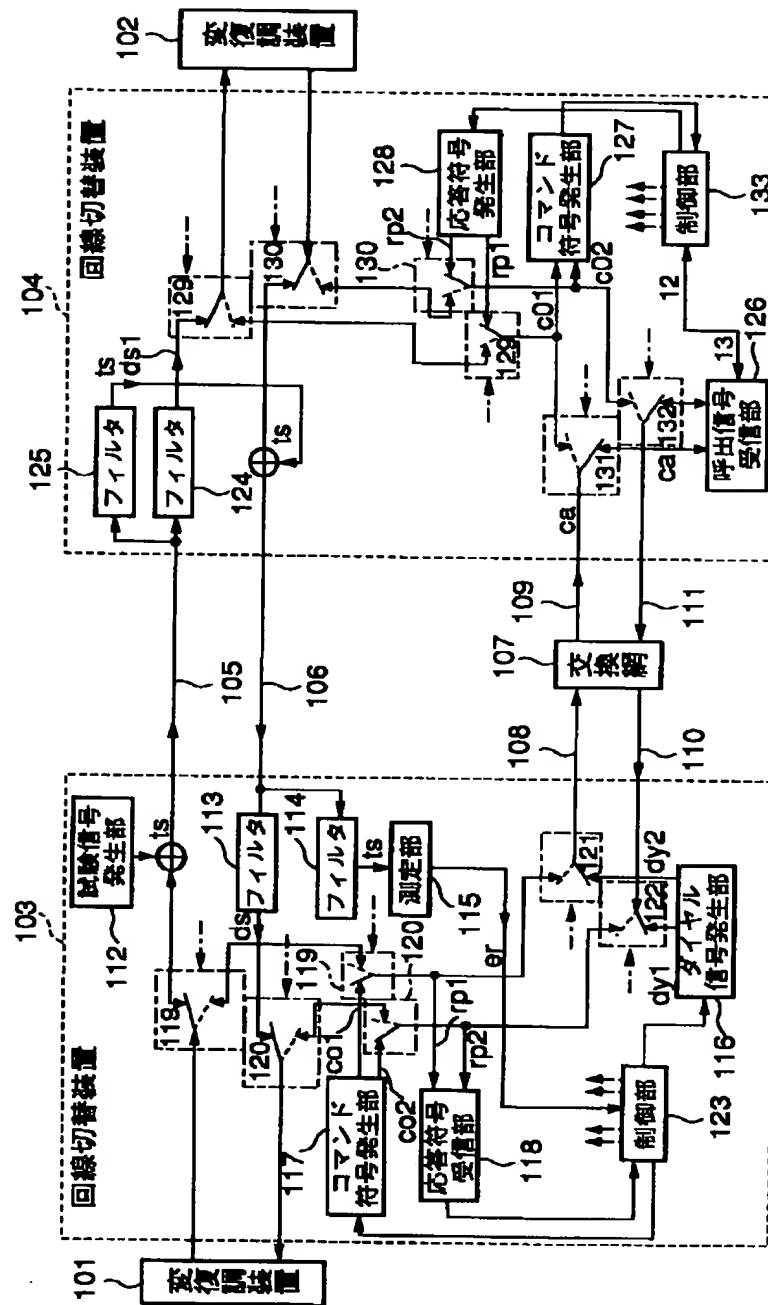 101
変復調装置
103
回線切替装置
試験信号
発生部
112
ts
119
フィルタ
113
ds
フィルタ
114
ts
測定部
115
er
120
119
120
co1
co2
117
コマンド
符号発生部
応答符号
受信部
118
rp1
rp2
121
122
dy1
dy2
ダイヤル
信号発生部
116
制御部
123
105
106
108
107
交換網
109
110
111
104
回線切替装置
125
フィルタ
ts
ds1
フィルタ
124
ts
129
130
102
変復調装置
128
応答符号
発生部
rp2
rp1
130
129
コマンド
符号発生部
127
c01
c02
ca
131
132
ca
呼出信号
受信部
126
12
13
制御部
133